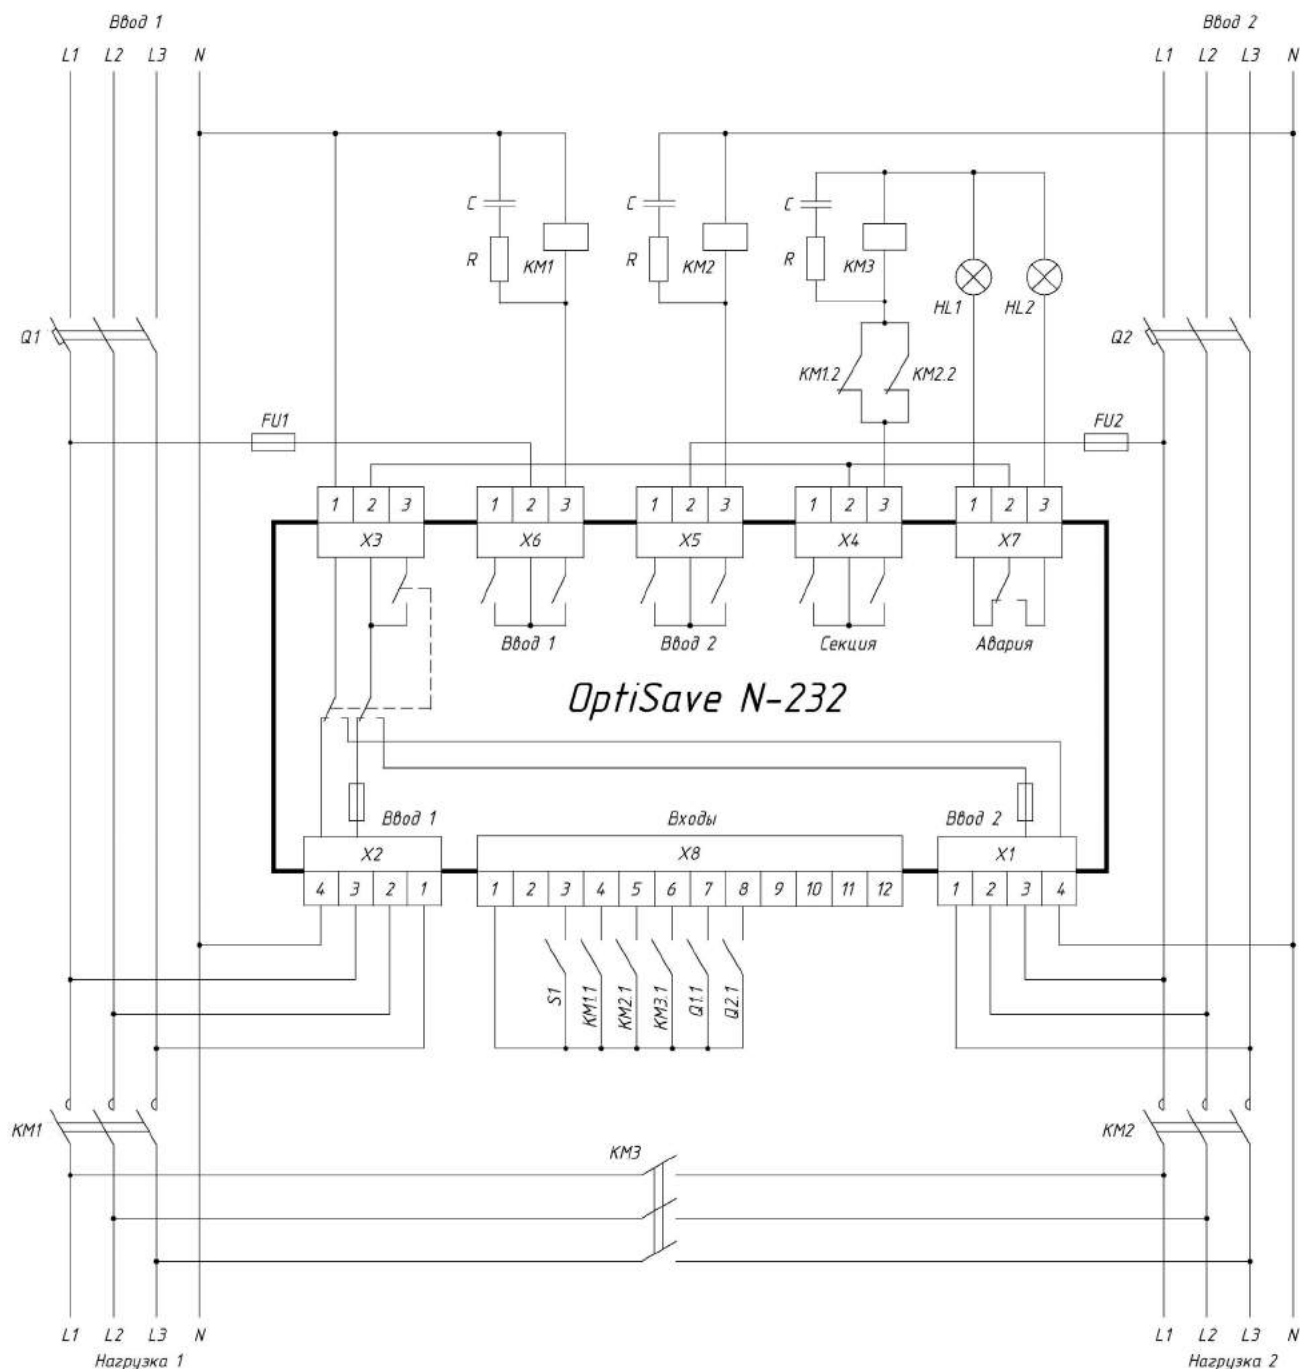 Ввод 1
Ввод 2
L1 L2 L3 N
L1 L2 L3 N
C
C
C
R
KM1
R
KM2
R
KM3
HL1
HL2
Q1
Q2
KM1.2
KM2.2
FU1
FU2
1 2 3
1 2 3
1 2 3
1 2 3
1 2 3
X3
X6
X5
X4
X7
Ввод 1
Ввод 2
Секция
Авария
OptiSave N-232
Ввод 1
Входы
Ввод 2
X2
X8
X1
4 3 2 1
1 2 3 4 5 6 7 8 9 10 11 12
1 2 3 4
S1
KM1.1
KM2.1
KM3.1
Q1.1
Q2.1
KM1
KM2
KM3
L1 L2 L3 N
L1 L2 L3 N
Нагрузка 1
Нагрузка 2